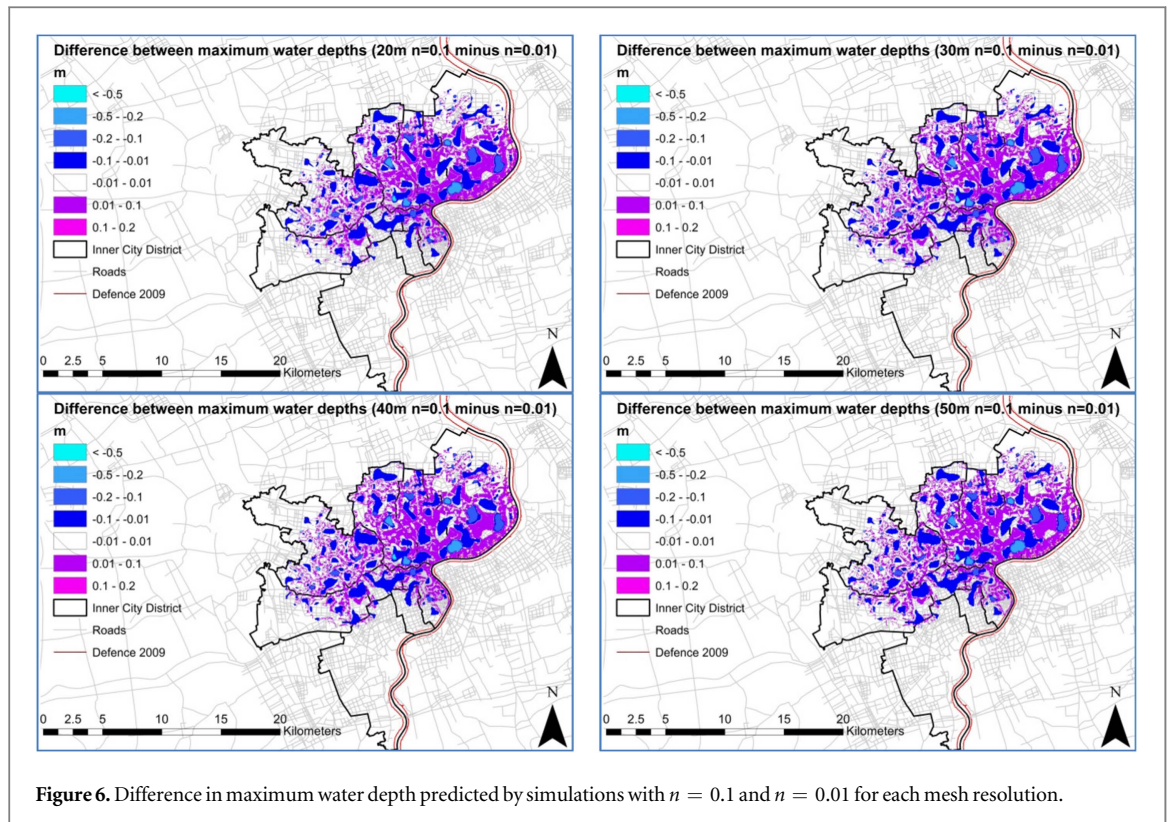 Difference between maximum water depths (20m n=0.1 minus n=0.01)
m
< -0.5
-0.5 - -0.2
-0.2 - -0.1
-0.1 - -0.01
-0.01 - 0.01
0.01 - 0.1
0.1 - 0.2
Inner City District
Roads
Defence 2009
N
0 2.5 5 10 15 20
Kilometers
Difference between maximum water depths (30m n=0.1 minus n=0.01)
m
< -0.5
-0.5 - -0.2
-0.2 - -0.1
-0.1 - -0.01
-0.01 - 0.01
0.01 - 0.1
0.1 - 0.2
Inner City District
Roads
Defence 2009
N
0 2.5 5 10 15 20
Kilometers
Difference between maximum water depths (40m n=0.1 minus n=0.01)
m
< -0.5
-0.5 - -0.2
-0.2 - -0.1
-0.1 - -0.01
-0.01 - 0.01
0.01 - 0.1
0.1 - 0.2
Inner City District
Roads
Defence 2009
N
0 2.5 5 10 15 20
Kilometers
Difference between maximum water depths (50m n=0.1 minus n=0.01)
m
< -0.5
-0.5 - -0.2
-0.2 - -0.1
-0.1 - -0.01
-0.01 - 0.01
0.01 - 0.1
0.1 - 0.2
Inner City District
Roads
Defence 2009
N
0 2.5 5 10 15 20
Kilometers
Figure 6. Difference in maximum water depth predicted by simulations with n = 0.1 and n = 0.01 for each mesh resolution.